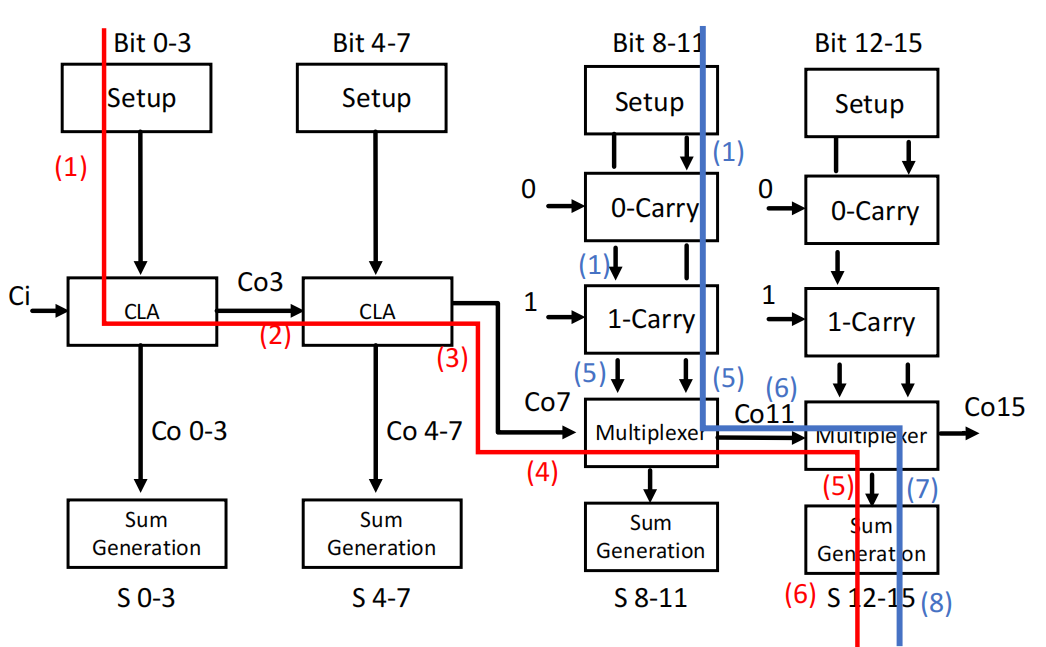 Bit 0-3
Bit 4-7
Bit 8-11
Bit 12-15
Setup
Setup
Setup
Setup
(1)
(1)
0
0-Carry
0
0-Carry
(1)
Ci
CLA
Co3
CLA
1
1-Carry
1
1-Carry
(2)
(3)
(5)
(5)
(6)
Co7
Multiplexer
Co11
Multiplexer
Co15
Co 0-3
Co 4-7
(4)
(5)
(7)
Sum
Generation
Sum
Generation
Sum
Generation
Sum
Generation
S 0-3
S 4-7
S 8-11
(6)
S 12-15
(8)